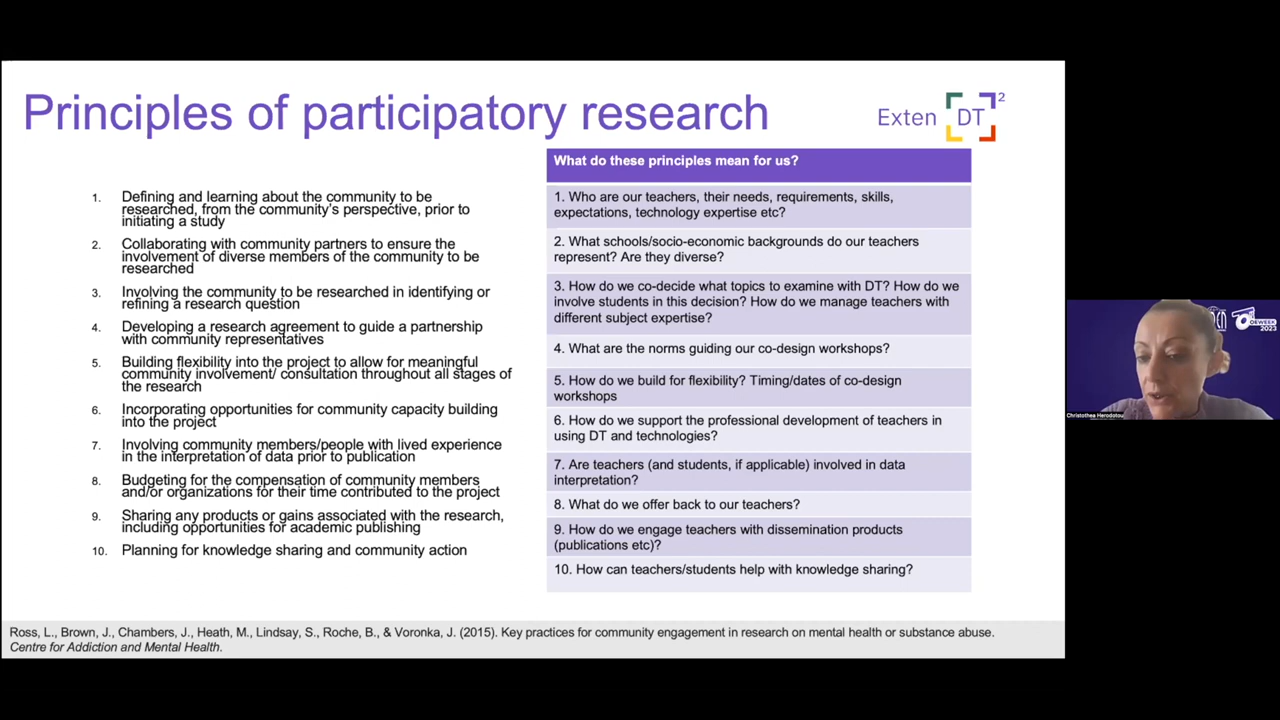 Principles of participatory research
Exten DT 2
1. Defining and learning about the community to be
researched, from the community's perspective, prior to
initiating a study
2. Collaborating with community partners to ensure the
involvement of diverse members of the community to be
researched
3. Involving the community to be researched in identifying or
refining a research question
4. Developing a research agreement to guide a partnership
with community representatives
5. Building flexibility into the project to allow for meaningful
community involvement/ consultation throughout all stages of
the research
6. Incorporating opportunities for community capacity building
into the project
7. Involving community members/people with lived experience
in the interpretation of data prior to publication
8. Budgeting for the compensation of community members
and/or organizations for their time contributed to the project
9. Sharing any products or gains associated with the research,
including opportunities for academic publishing
10. Planning for knowledge sharing and community action
What do these principles mean for us?
1. Who are our teachers, their needs, requirements, skills,
expectations, technology expertise etc?
2. What schools/socio-economic backgrounds do our teachers
represent? Are they diverse?
3. How do we co-decide what topics to examine with DT? How do we
involve students in this decision? How do we manage teachers with
different subject expertise?
4. What are the norms guiding our co-design workshops?
5. How do we build for flexibility? Timing/dates of co-design
workshops
6. How do we support the professional development of teachers in
using DT and technologies?
7. Are teachers (and students, if applicable) involved in data
interpretation?
8. What do we offer back to our teachers?
9. How do we engage teachers with dissemination products
(publications etc)?
10. How can teachers/students help with knowledge sharing?
Ross, L., Brown, J., Chambers, J., Heath, M., Lindsay, S., Roche, B., & Voronka, J. (2015). Key practices for community engagement in research on mental health or substance abuse.
Centre for Addiction and Mental Health.
OEWEEK
2023
Christothea Herodotou